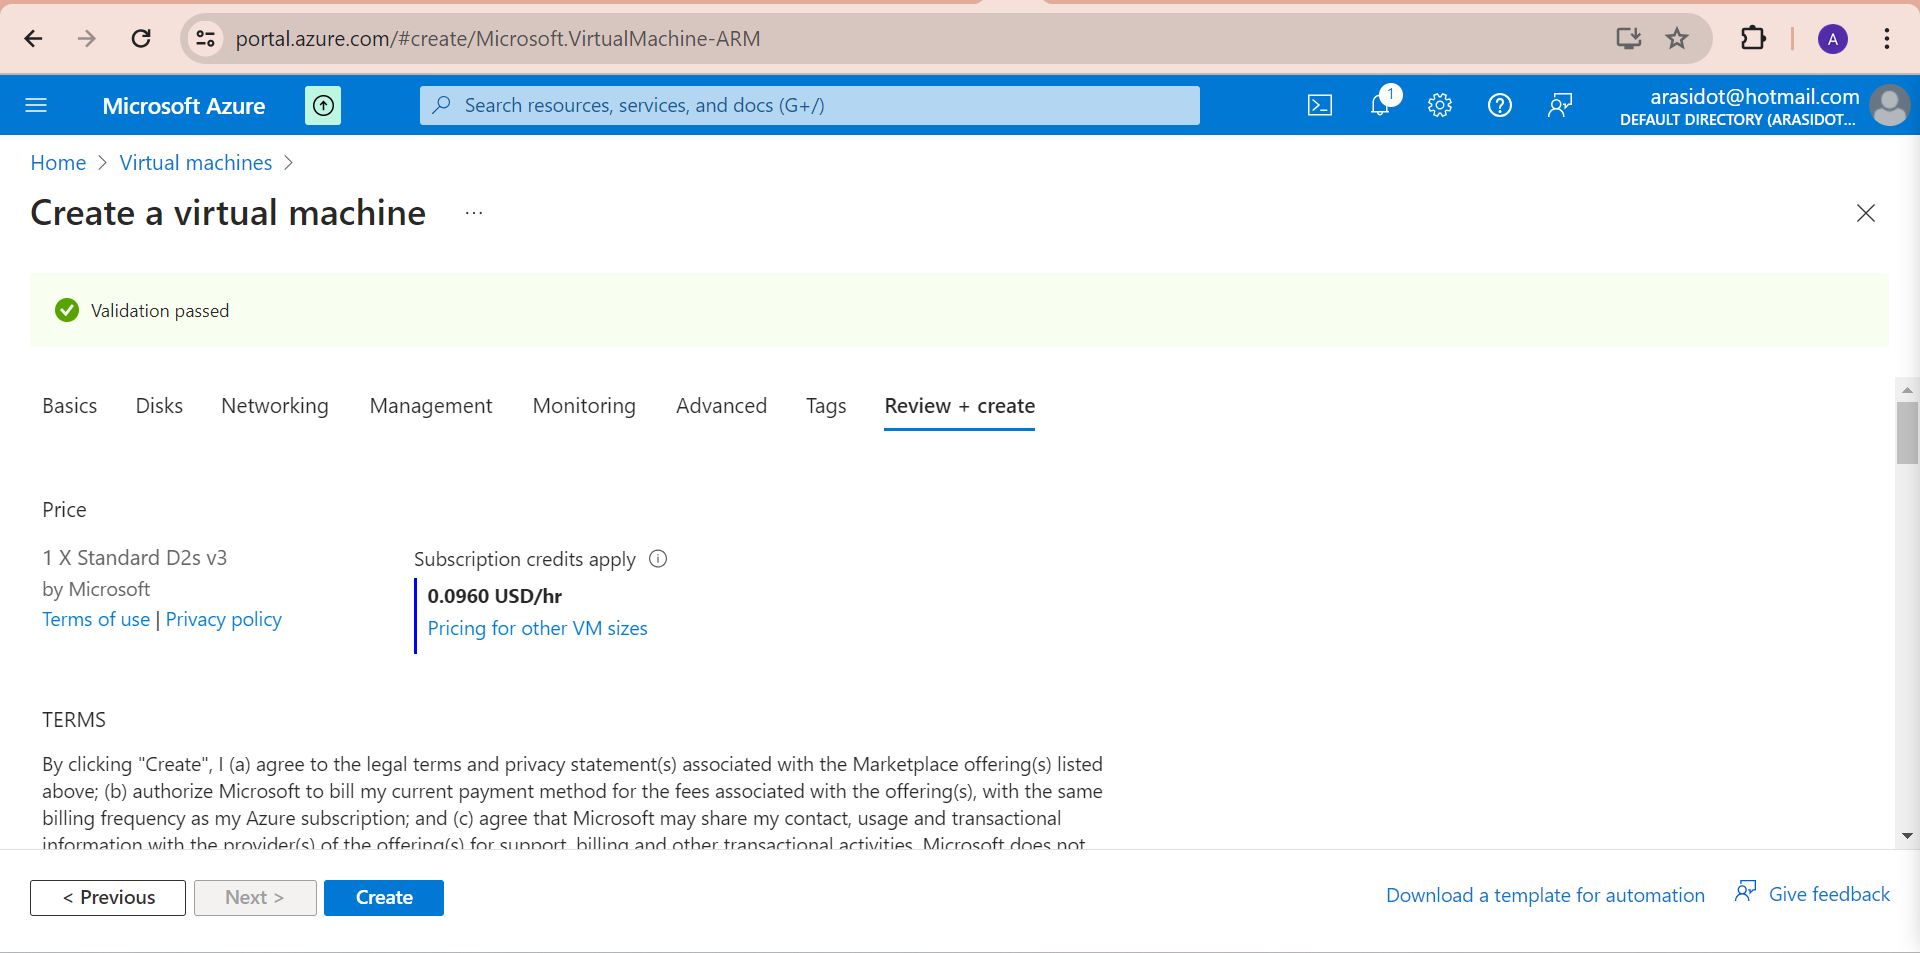 portal.azure.com/#create/Microsoft.VirtualMachine-ARM
A
Microsoft Azure
Search resources, services, and docs (G+/)
1
arasidot@hotmail.com
DEFAULT DIRECTORY (ARASIDOT...
Home > Virtual machines >
Create a virtual machine ...
Validation passed
Basics Disks Networking Management Monitoring Advanced Tags Review + create
Price
1 X Standard D2s v3
by Microsoft
Terms of use | Privacy policy
Subscription credits apply
0.0960 USD/hr
Pricing for other VM sizes
TERMS
By clicking "Create", I (a) agree to the legal terms and privacy statement(s) associated with the Marketplace offering(s) listed
above; (b) authorize Microsoft to bill my current payment method for the fees associated with the offering(s), with the same
billing frequency as my Azure subscription; and (c) agree that Microsoft may share my contact, usage and transactional
information with the provider(s) of the offering(s) for support, billing and other transactional activities. Microsoft does not
< Previous Next > Create Download a template for automation Give feedback